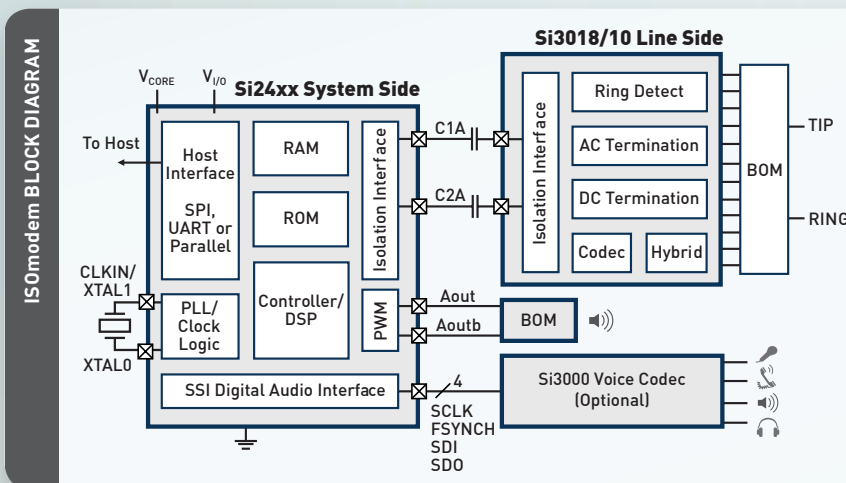 ISOmodem BLOCK DIAGRAM
VCORE
VI/O
Si24xx System Side
To Host
Host
Interface
SPI,
UART or
Parallel
RAM
ROM
Isolation Interface
CLKIN/
XTAL1
XTAL0
PLL/
Clock
Logic
Controller/
DSP
PWM
SSI Digital Audio Interface
C1A
C2A
Si3018/10 Line Side
Isolation Interface
Ring Detect
AC Termination
DC Termination
Codec
Hybrid
BOM
TIP
RING
Aout
Aoutb
BOM
4
SCLK
FSYNCH
SDI
SDO
Si3000 Voice Codec
(Optional)